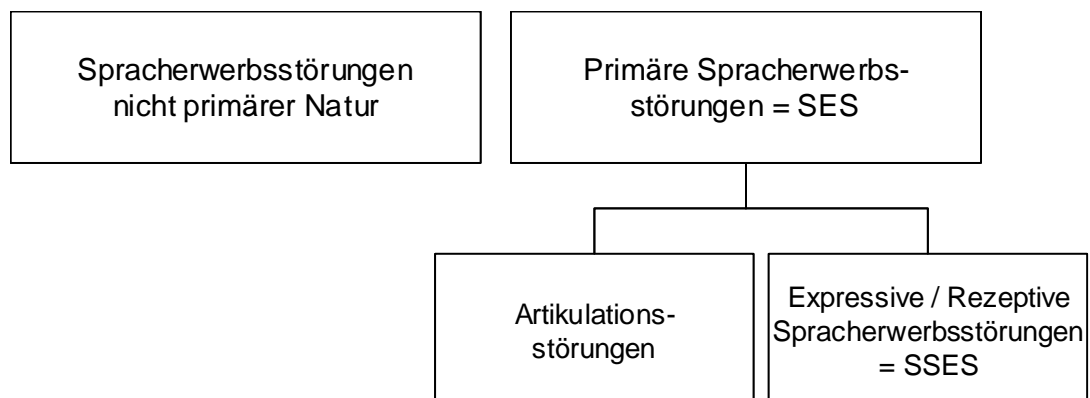 Spracherwerbsstörungen
nicht primärer Natur
Primäre Spracherwerbs-
störungen = SES
Artikulations-
störungen
Expressive / Rezeptive
Spracherwerbsstörungen
= SSES